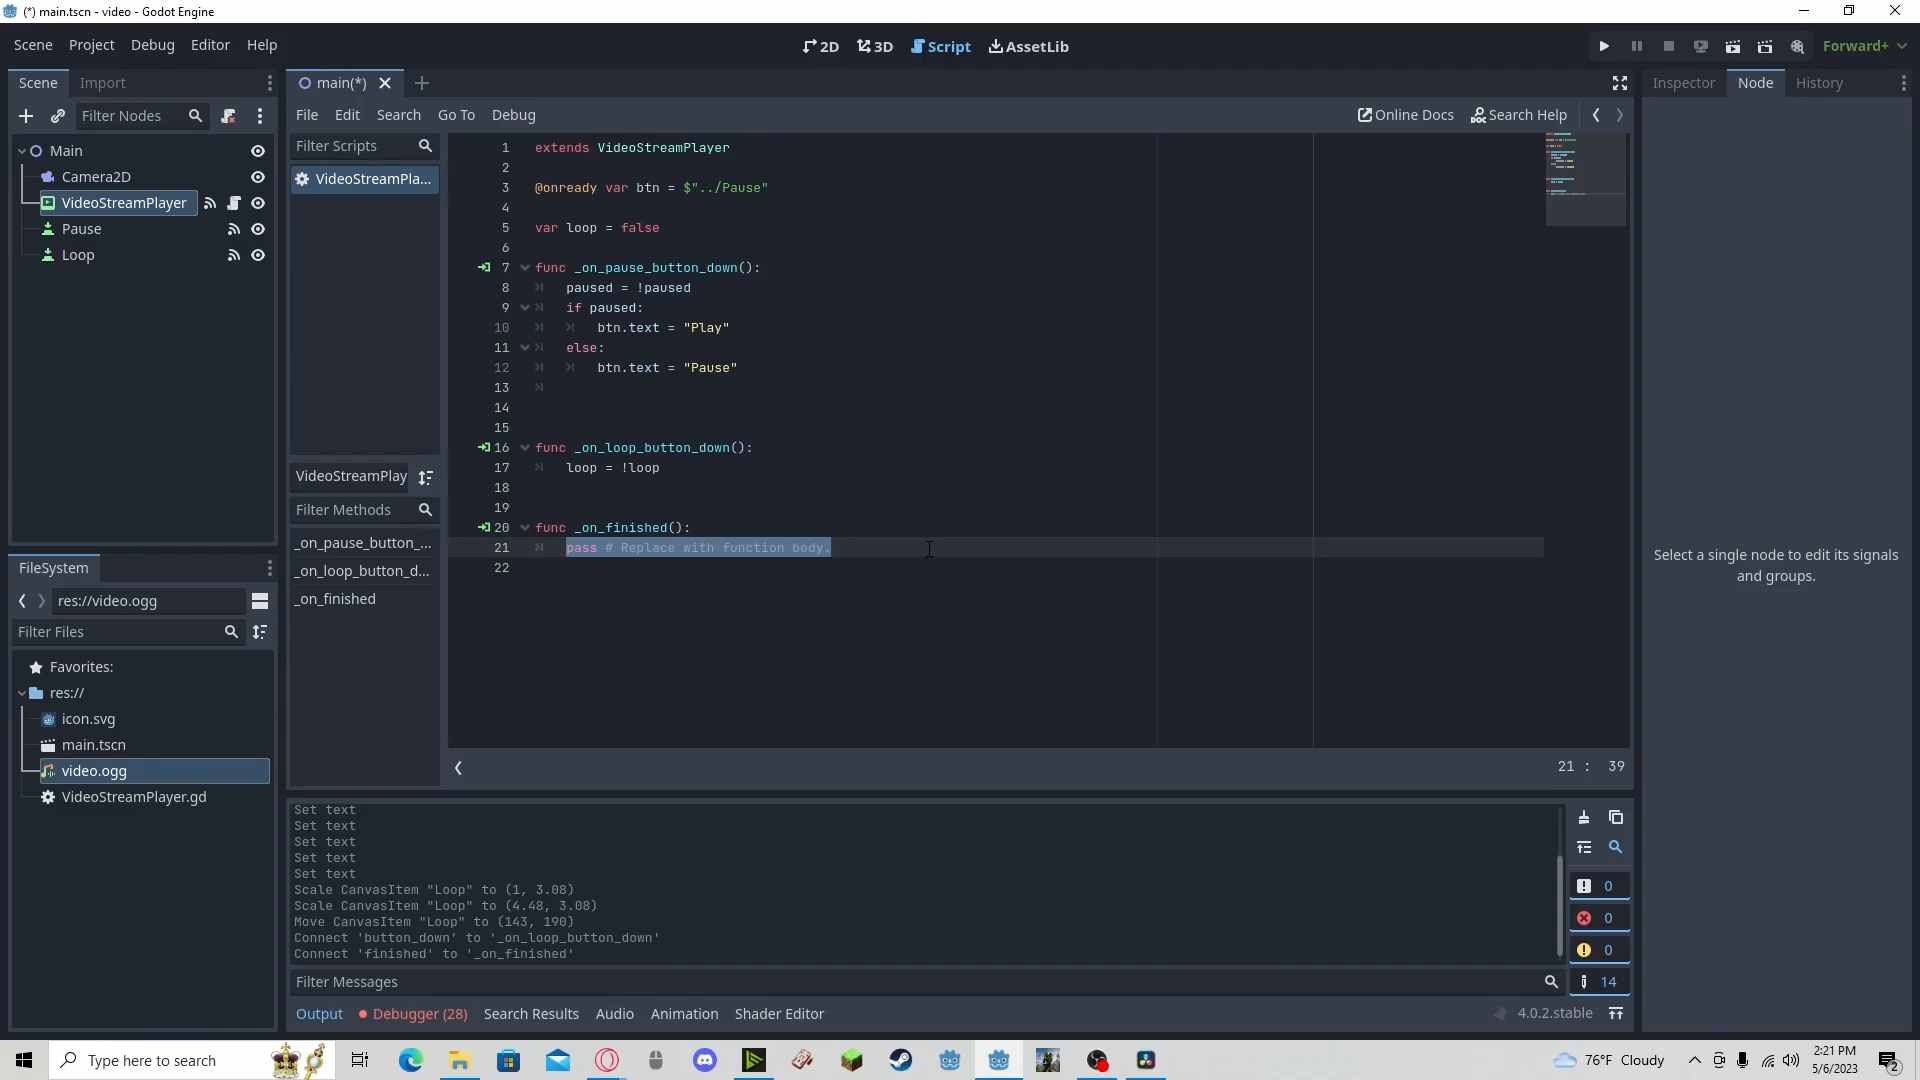 (*) main.tscn - video - Godot Engine
Scene Project Debug Editor Help
2D 3D Script AssetLib
Forward+
Scene Import
main(*)
Inspector Node History
Filter Nodes
File Edit Search Go To Debug
Online Docs Search Help
Main
Camera2D
VideoStreamPlayer
Pause
Loop
Filter Scripts
VideoStreamPla...
1 extends VideoStreamPlayer
2
3 @onready var btn = $"../Pause"
4
5 var loop = false
6
7 func _on_pause_button_down():
8 paused = !paused
9 if paused:
10 btn.text = "Play"
11 else:
12 btn.text = "Pause"
13
14
15
16 func _on_loop_button_down():
17 loop = !loop
18
19
20 func _on_finished():
21 pass # Replace with function body.
22
VideoStreamPlay
Filter Methods
_on_pause_button_...
_on_loop_button_d...
_on_finished
21 : 39
Select a single node to edit its signals
and groups.
FileSystem
res://video.ogg
Filter Files
Favorites:
res://
icon.svg
main.tscn
video.ogg
VideoStreamPlayer.gd
Set text
Set text
Set text
Set text
Set text
Scale CanvasItem "Loop" to (1, 3.08)
Scale CanvasItem "Loop" to (4.48, 3.08)
Move CanvasItem "Loop" to (143, 190)
Connect 'button_down' to '_on_loop_button_down'
Connect 'finished' to '_on_finished'
0
0
0
14
Filter Messages
Output Debugger (28) Search Results Audio Animation Shader Editor
4.0.2.stable
Type here to search
76°F Cloudy
2:21 PM
5/6/2023
2